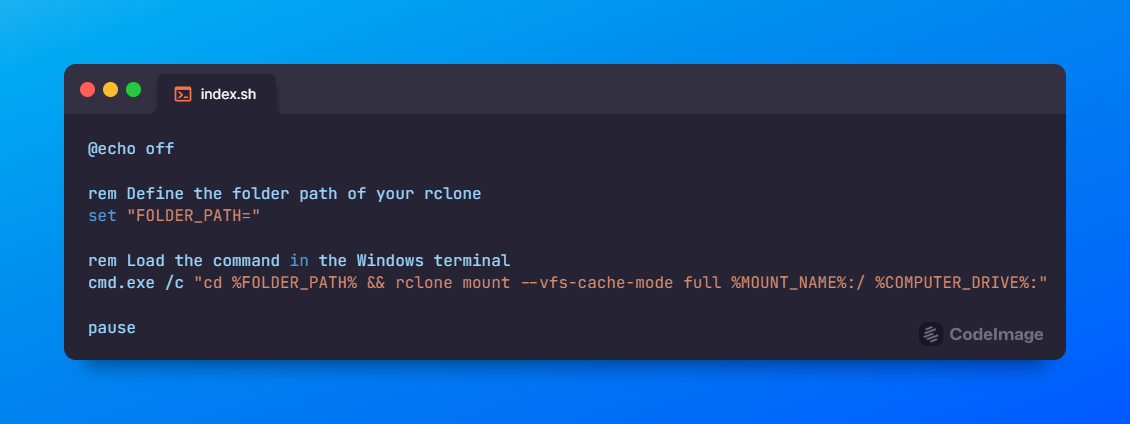 index.sh
@echo off
rem Define the folder path of your rclone
set "FOLDER_PATH="
rem Load the command in the Windows terminal
cmd.exe /c "cd %FOLDER_PATH% && rclone mount --vfs-cache-mode full %MOUNT_NAME%:/ %COMPUTER_DRIVE%:"
pause
CodeImage